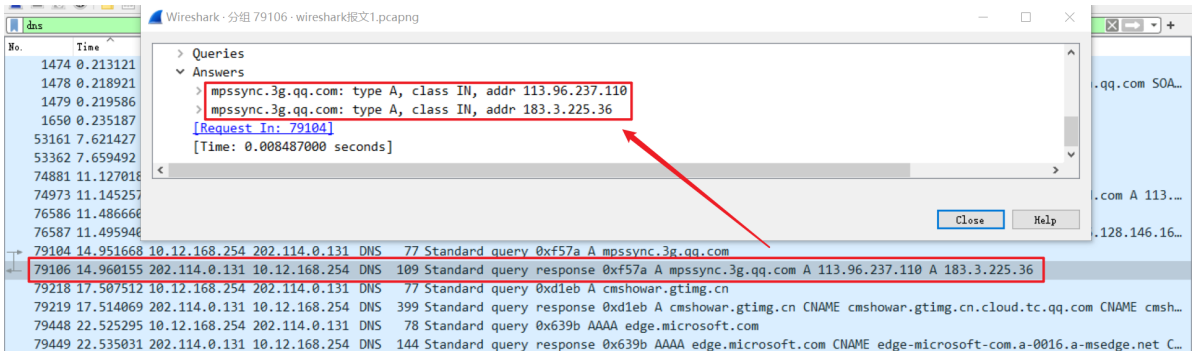 dns
Wireshark · 分组 79106 · wireshark报文1.pcapng
No. Time
Queries
Answers
mpssync.3g.qq.com: type A, class IN, addr 113.96.237.110
mpssync.3g.qq.com: type A, class IN, addr 183.3.225.36
[Request In: 79104]
[Time: 0.008487000 seconds]
Close Help
1474 0.213121
1478 0.218921 .qq.com SOA…
1479 0.219586
1650 0.235187
53161 7.621427
53362 7.659492
74881 11.127018
74973 11.145257 .com A 113.…
76586 11.486660
76587 11.495940 .128.146.16…
79104 14.951668 10.12.168.254 202.114.0.131 DNS 77 Standard query 0xf57a A mpssync.3g.qq.com
79106 14.960155 202.114.0.131 10.12.168.254 DNS 109 Standard query response 0xf57a A mpssync.3g.qq.com A 113.96.237.110 A 183.3.225.36
79218 17.507512 10.12.168.254 202.114.0.131 DNS 77 Standard query 0xd1eb A cmshowar.gtimg.cn
79219 17.514069 202.114.0.131 10.12.168.254 DNS 399 Standard query response 0xd1eb A cmshowar.gtimg.cn CNAME cmshowar.gtimg.cn.cloud.tc.qq.com CNAME cmsh…
79448 22.525295 10.12.168.254 202.114.0.131 DNS 78 Standard query 0x639b AAAA edge.microsoft.com
79449 22.535031 202.114.0.131 10.12.168.254 DNS 144 Standard query response 0x639b AAAA edge.microsoft.com CNAME edge-microsoft-com.a-0016.a-msedge.net C…